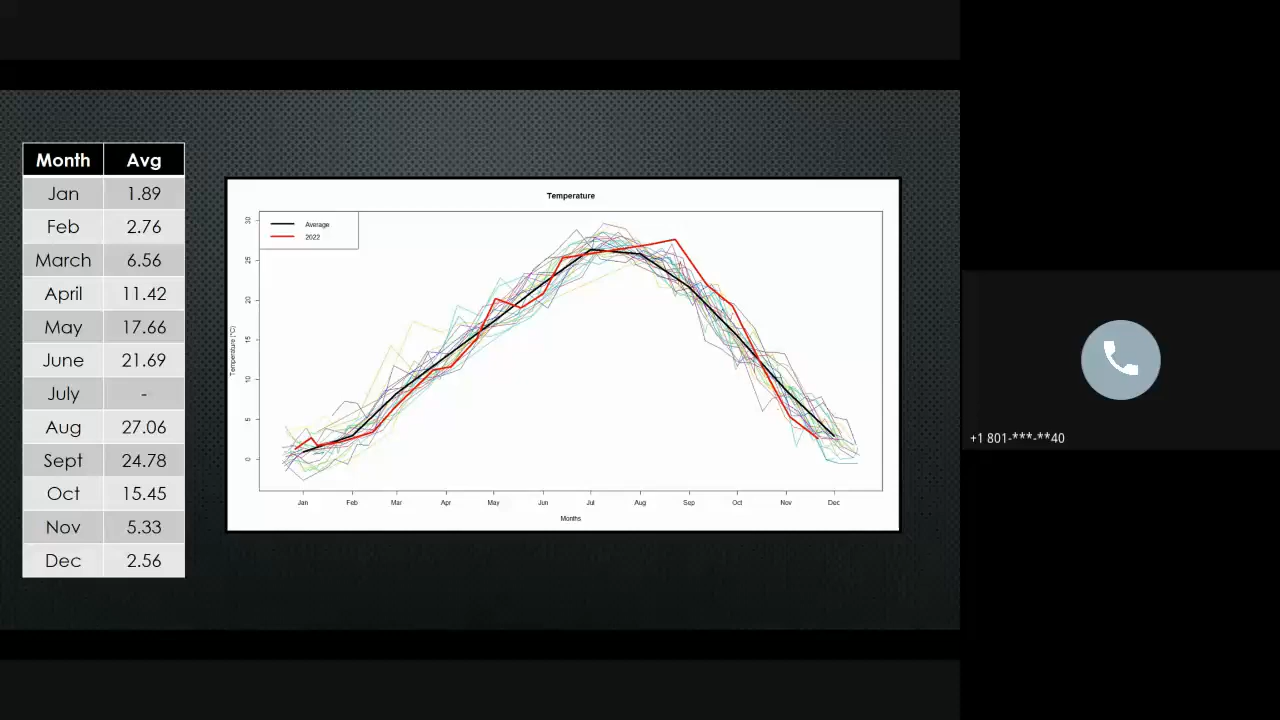 Month Avg
Jan 1.89
Feb 2.76
March 6.56
April 11.42
May 17.66
June 21.69
July -
Aug 27.06
Sept 24.78
Oct 15.45
Nov 5.33
Dec 2.56
Temperature
Average
2022
Temperature (°C)
30
25
20
15
10
5
0
Jan Feb Mar Apr May Jun Jul Aug Sep Oct Nov Dec
Months
+1 801-***-**40